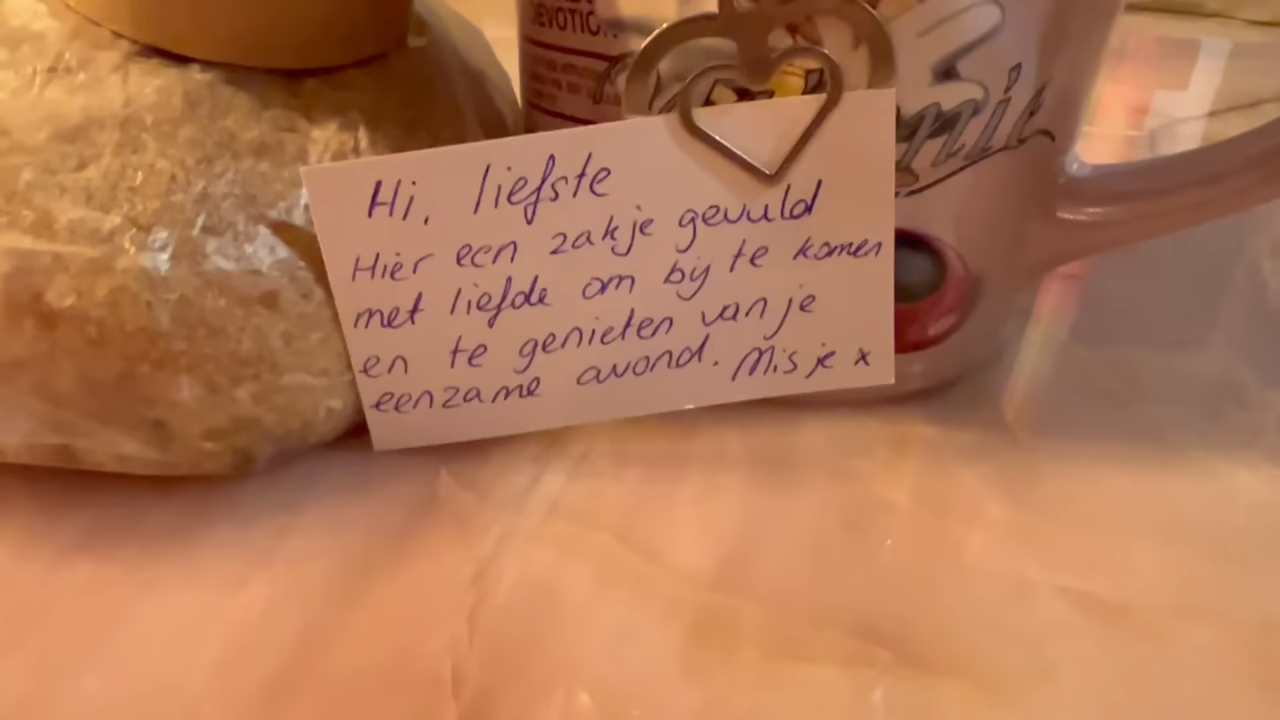 DEVOTIO
Hi, liefste
Hier een zakje gevuld
met liefde om bij te komen
en te genieten van je
eenzame avond. Mis je x